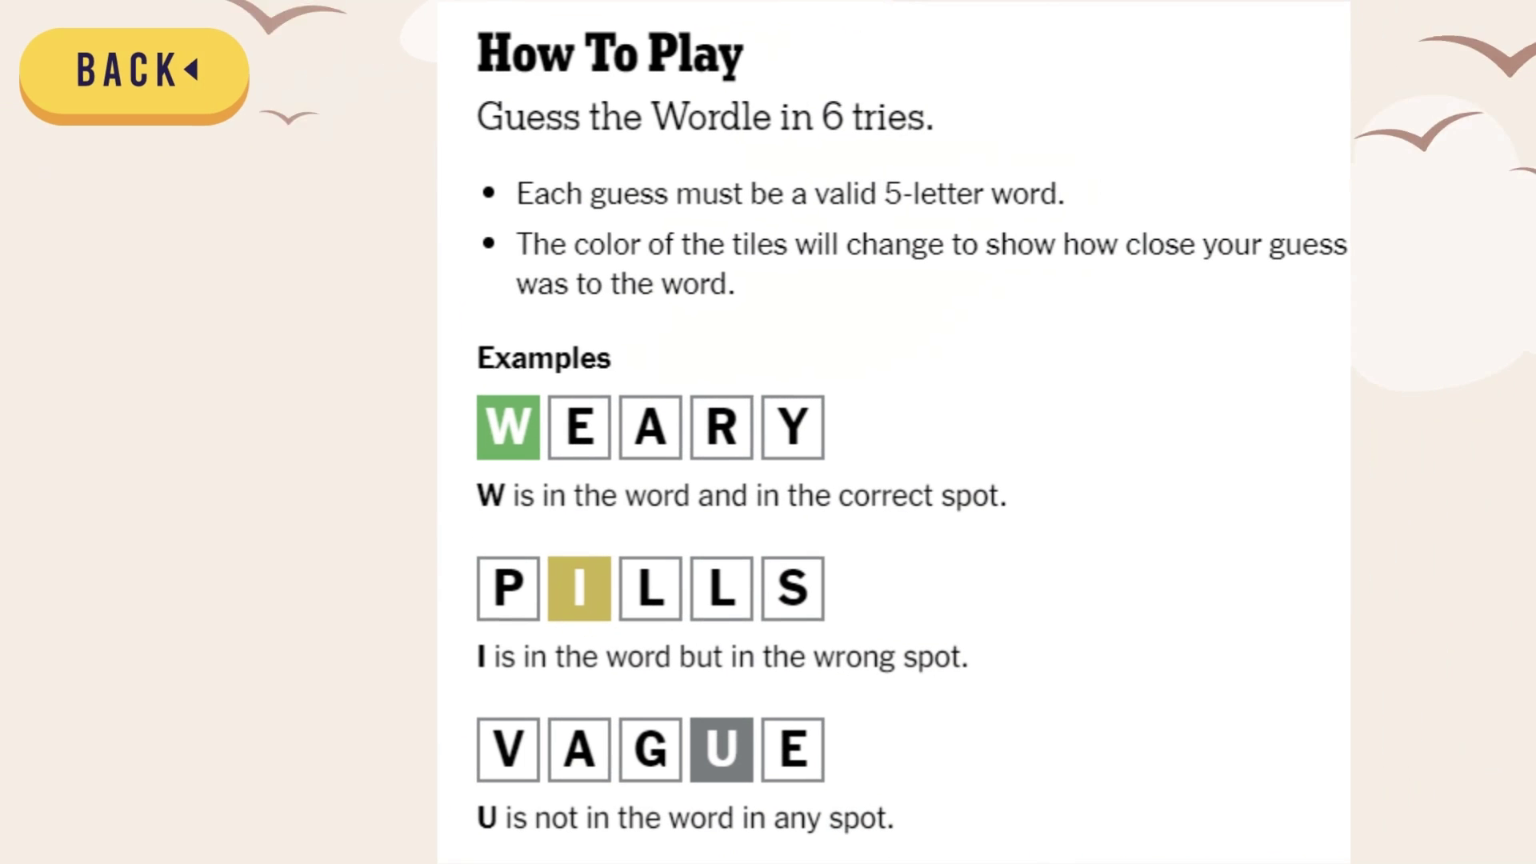 BACK
How To Play
Guess the Wordle in 6 tries.
• Each guess must be a valid 5-letter word.
• The color of the tiles will change to show how close your guess
was to the word.
Examples
W E A R Y
W is in the word and in the correct spot.
P I L L S
I is in the word but in the wrong spot.
V A G U E
U is not in the word in any spot.